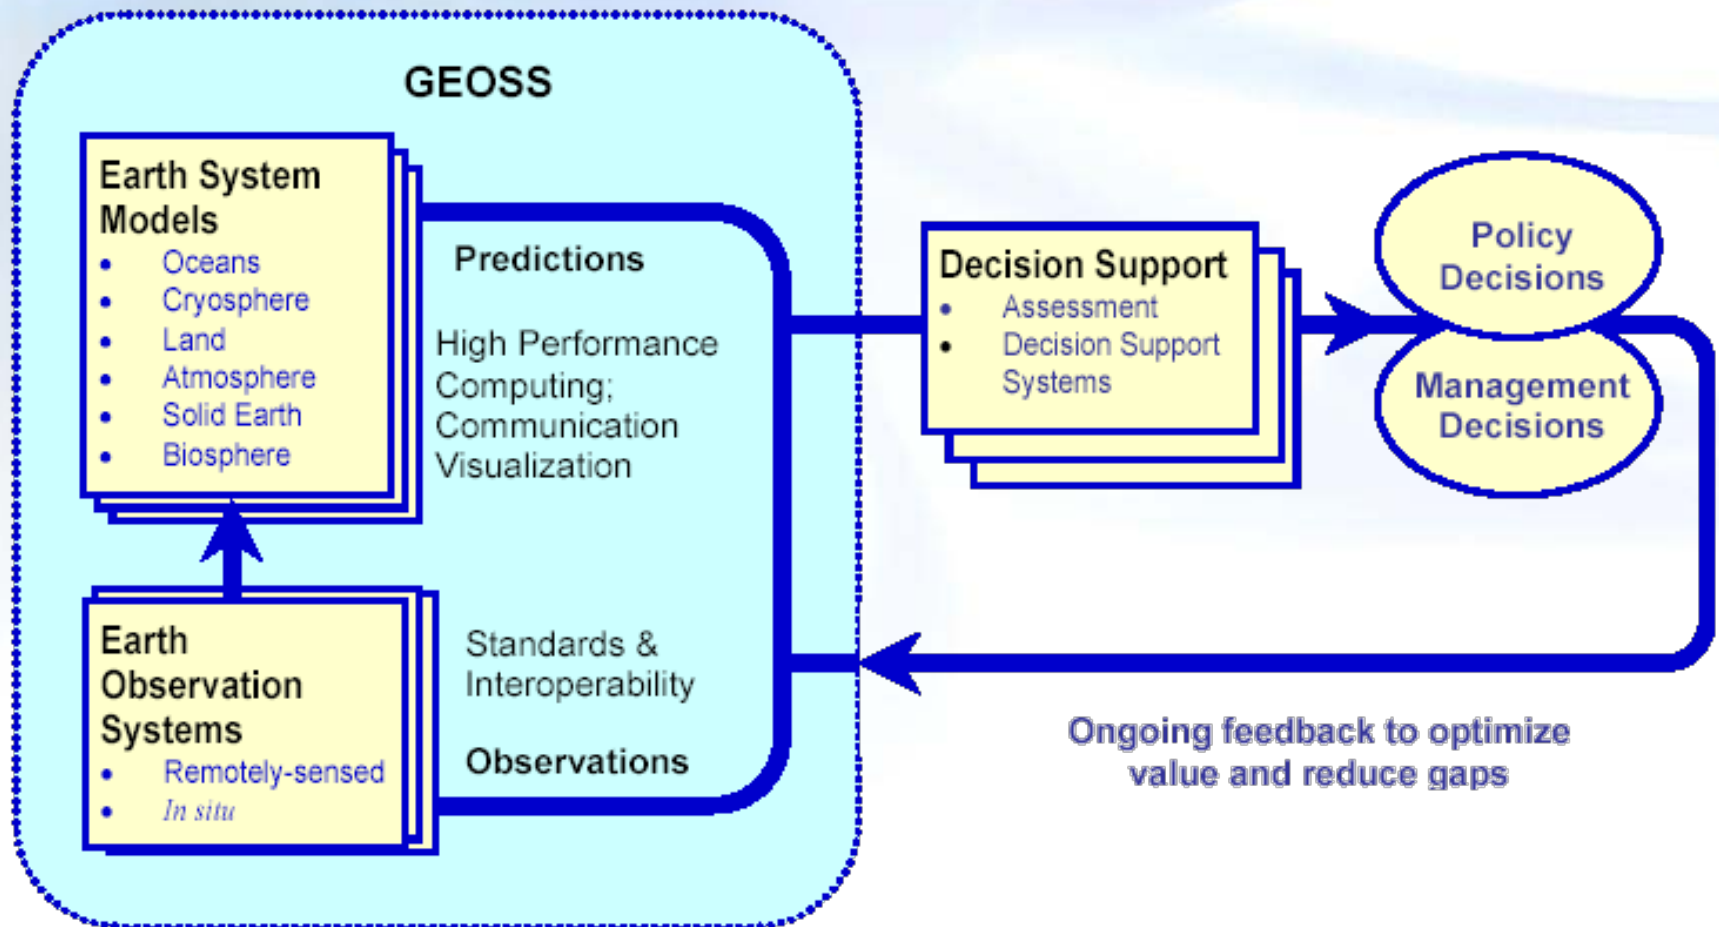 GEOSS
Earth System
Models
• Oceans
• Cryosphere
• Land
• Atmosphere
• Solid Earth
• Biosphere
Predictions
High Performance
Computing;
Communication
Visualization
Earth
Observation
Systems
• Remotely-sensed
• In situ
Standards &
Interoperability
Observations
Decision Support
• Assessment
• Decision Support
Systems
Policy
Decisions
Management
Decisions
Ongoing feedback to optimize
value and reduce gaps